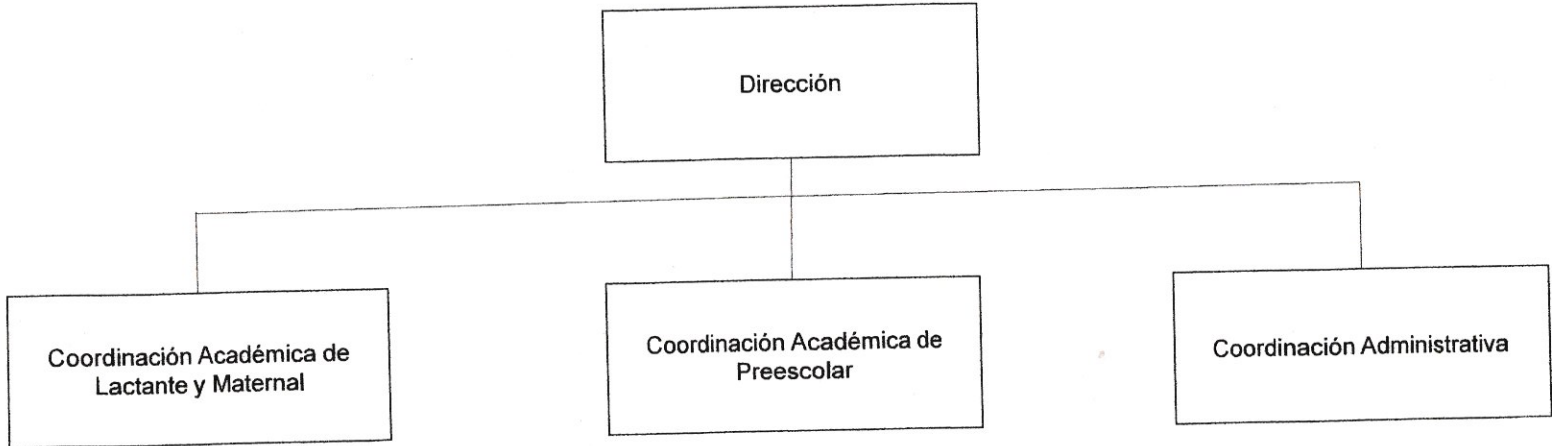 Dirección
Coordinación Académica de
Lactante y Maternal
Coordinación Académica de
Preescolar
Coordinación Administrativa